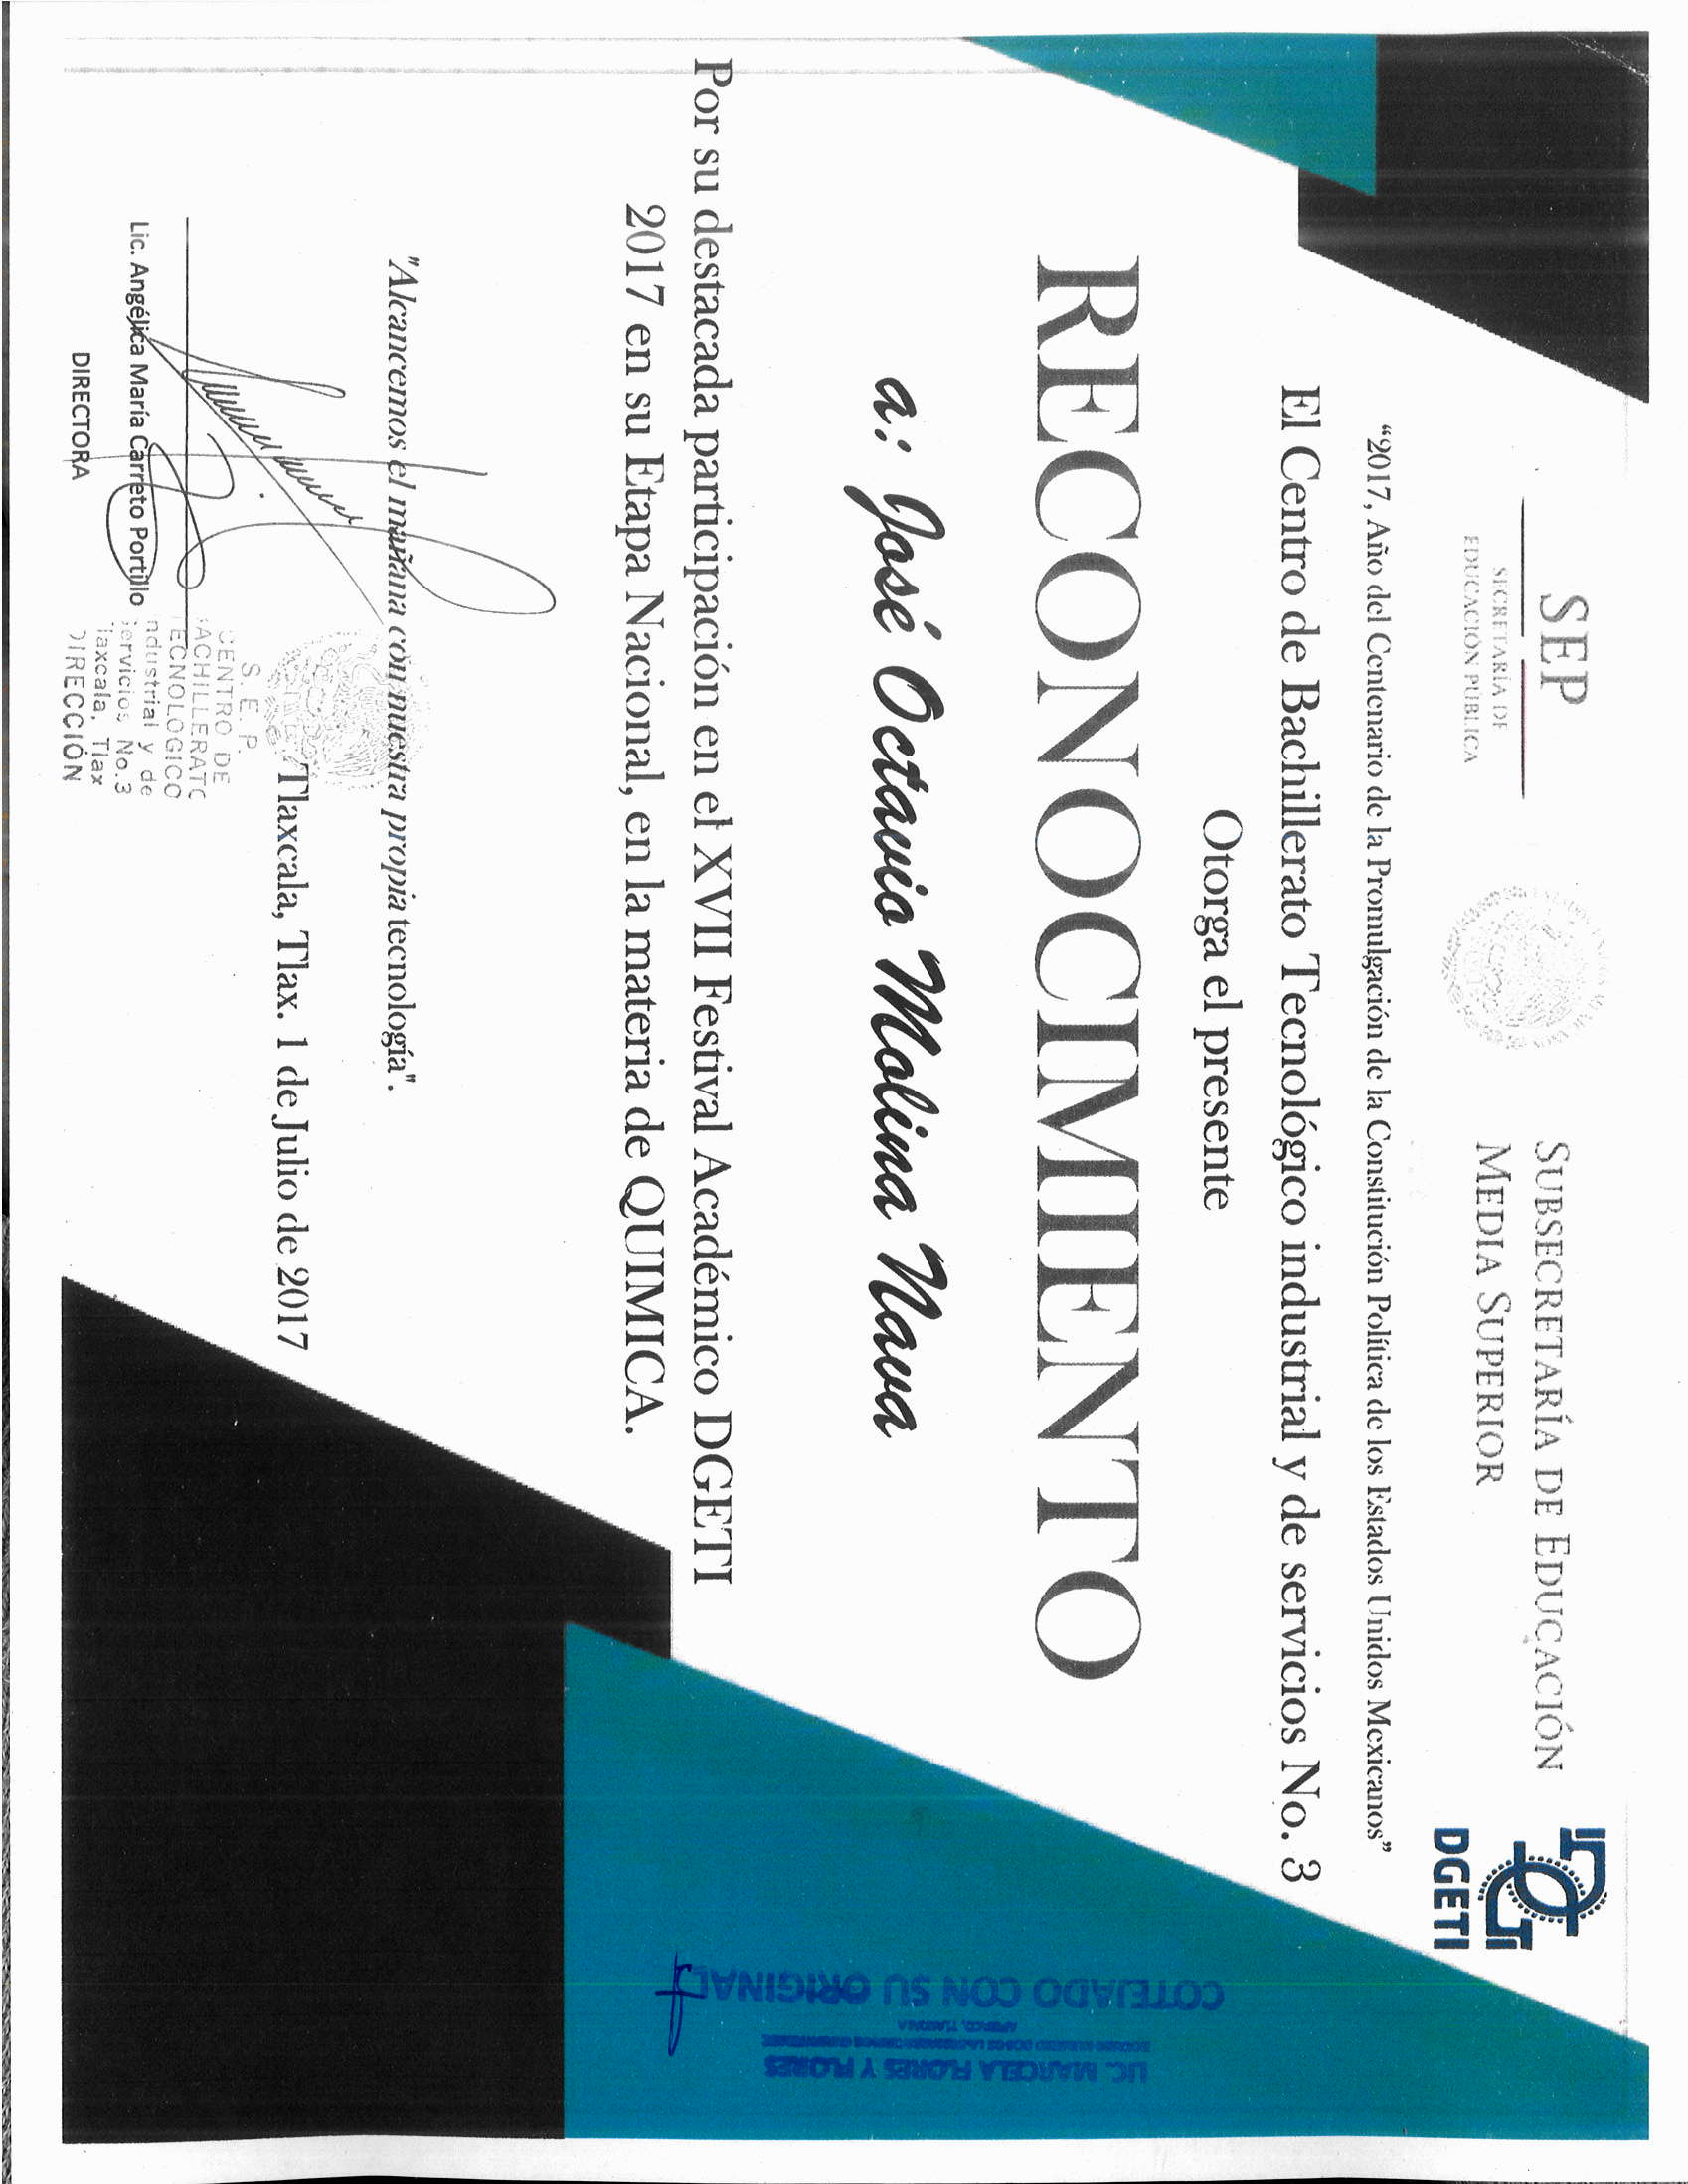 SEP
SECRETARÍA DE
EDUCACIÓN PÚBLICA
SUBSECRETARÍA DE EDUCACIÓN
MEDIA SUPERIOR
DGETI
“2017, Año del Centenario de la Promulgación de la Constitución Política de los Estados Unidos Mexicanos”
El Centro de Bachillerato Tecnológico industrial y de servicios No. 3
Otorga el presente
RECONOCIMIENTO
a: José Octavio Molina Nava
Por su destacada participación en el XVII Festival Académico DGETI
2017 en su Etapa Nacional, en la materia de QUIMICA.
"Alcancemos el mañana con nuestra propia tecnología".
Tlaxcala, Tlax. 1 de Julio de 2017
Lic. Angélica María Carreto Portillo
DIRECTORA
S. E. P.
CENTRO DE
BACHILLERATO
TECNOLOGICO
industrial y de
servicios No.3
Tlaxcala, Tlax
DIRECCIÓN
LIC. MARCELA FLORES Y FLORES
COTEJADO CON SU ORIGINAL